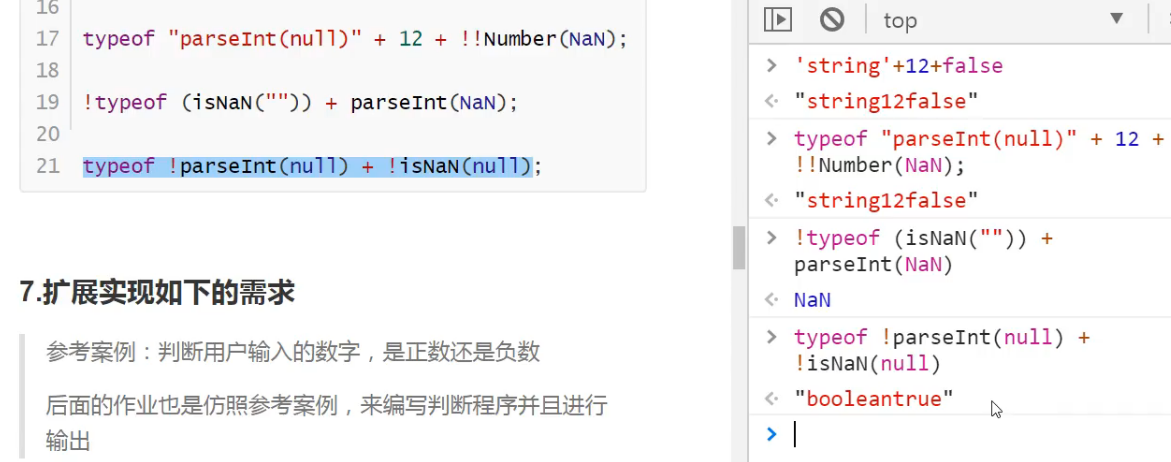 16
17 typeof "parseInt(null)" + 12 + !!Number(NaN);
18
19 !typeof (isNaN("")) + parseInt(NaN);
20
21 typeof !parseInt(null) + !isNaN(null);
7.扩展实现如下的需求
参考案例：判断用户输入的数字，是正数还是负数
后面的作业也是仿照参考案例，来编写判断程序并且进行
输出
top
> 'string'+12+false
< "string12false"
> typeof "parseInt(null)" + 12 +
!!Number(NaN);
< "string12false"
> !typeof (isNaN("")) +
parseInt(NaN)
< NaN
> typeof !parseInt(null) +
!isNaN(null)
< "booleantrue"
>